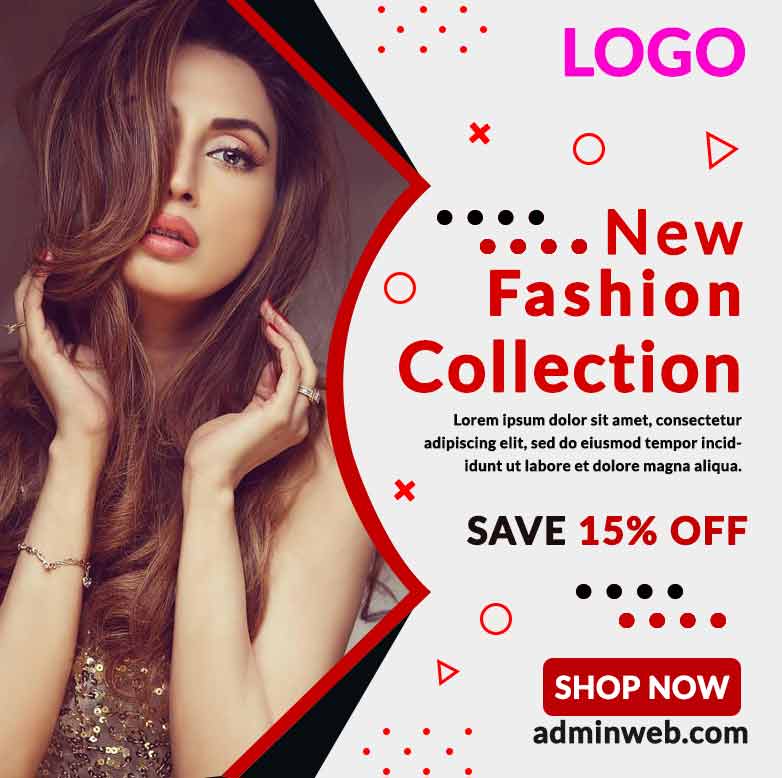 LOGO
New
Fashion
Collection
Lorem ipsum dolor sit amet, consectetur
adipiscing elit, sed do eiusmod tempor incid-
idunt ut labore et dolore magna aliqua.
SAVE 15% OFF
SHOP NOW
adminweb.com